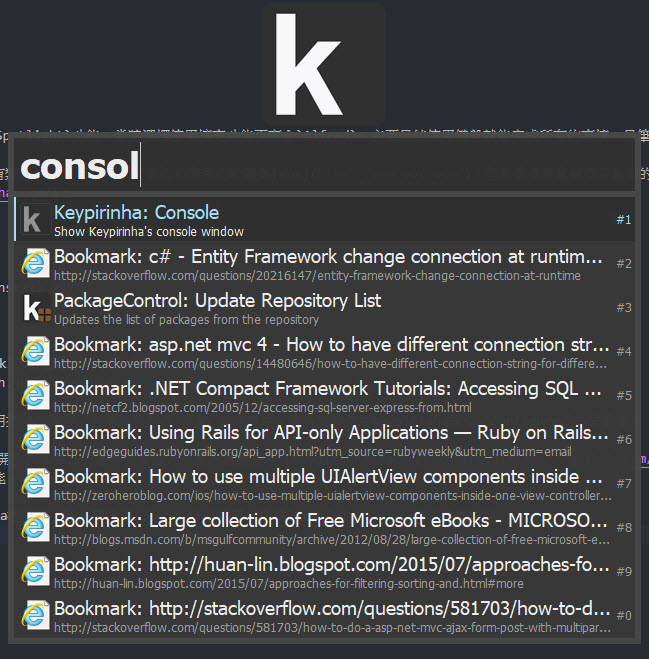 k
consol
Keypirinha: Console
Show Keypirinha's console window
#1
Bookmark: c# - Entity Framework change connection at runtim...
http://stackoverflow.com/questions/20216147/entity-framework-change-connection-at-runtime
#2
PackageControl: Update Repository List
Updates the list of packages from the repository
#3
Bookmark: asp.net mvc 4 - How to have different connection str...
http://stackoverflow.com/questions/14480646/how-to-have-different-connection-string-for-differe...
#4
Bookmark: .NET Compact Framework Tutorials: Accessing SQL ...
http://netcf2.blogspot.com/2005/12/accessing-sql-server-express-from.html
#5
Bookmark: Using Rails for API-only Applications — Ruby on Rails...
http://edgeguides.rubyonrails.org/api_app.html?utm_source=rubyweekly&utm_medium=email
#6
Bookmark: How to use multiple UIAlertView components inside ...
http://zeroheroblog.com/ios/how-to-use-multiple-uialertview-components-inside-one-view-controller...
#7
Bookmark: Large collection of Free Microsoft eBooks - MICROSO...
http://blogs.msdn.com/b/msgulfcommunity/archive/2012/08/28/large-collection-of-free-microsoft-e...
#8
Bookmark: http://huan-lin.blogspot.com/2015/07/approaches-fo...
http://huan-lin.blogspot.com/2015/07/approaches-for-filtering-sorting-and.html#more
#9
Bookmark: http://stackoverflow.com/questions/581703/how-to-d...
http://stackoverflow.com/questions/581703/how-to-do-a-asp-net-mvc-ajax-form-post-with-multipar...
#0